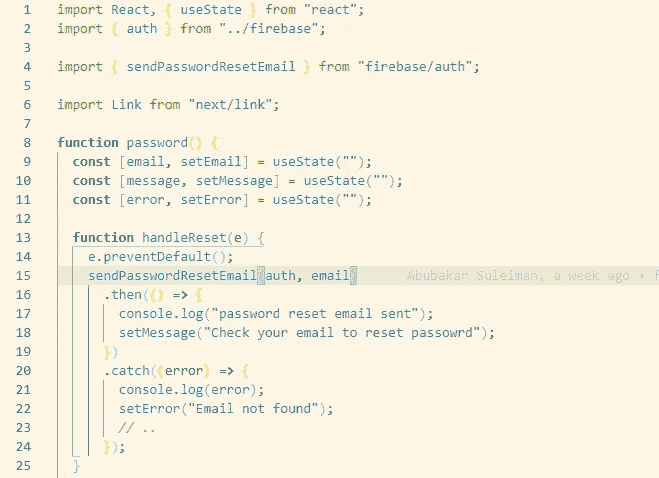 1 import React, { useState } from "react";
2 import { auth } from "../firebase";
3
4 import { sendPasswordResetEmail } from "firebase/auth";
5
6 import Link from "next/link";
7
8 function password() {
9 const [email, setEmail] = useState("");
10 const [message, setMessage] = useState("");
11 const [error, setError] = useState("");
12
13 function handleReset(e) {
14 e.preventDefault();
15 sendPasswordResetEmail(auth, email) Abubakar Suleiman, a week ago • f
16 .then(() => {
17 console.log("password reset email sent");
18 setMessage("Check your email to reset passowrd");
19 })
20 .catch((error) => {
21 console.log(error);
22 setError("Email not found");
23 // ..
24 });
25 }